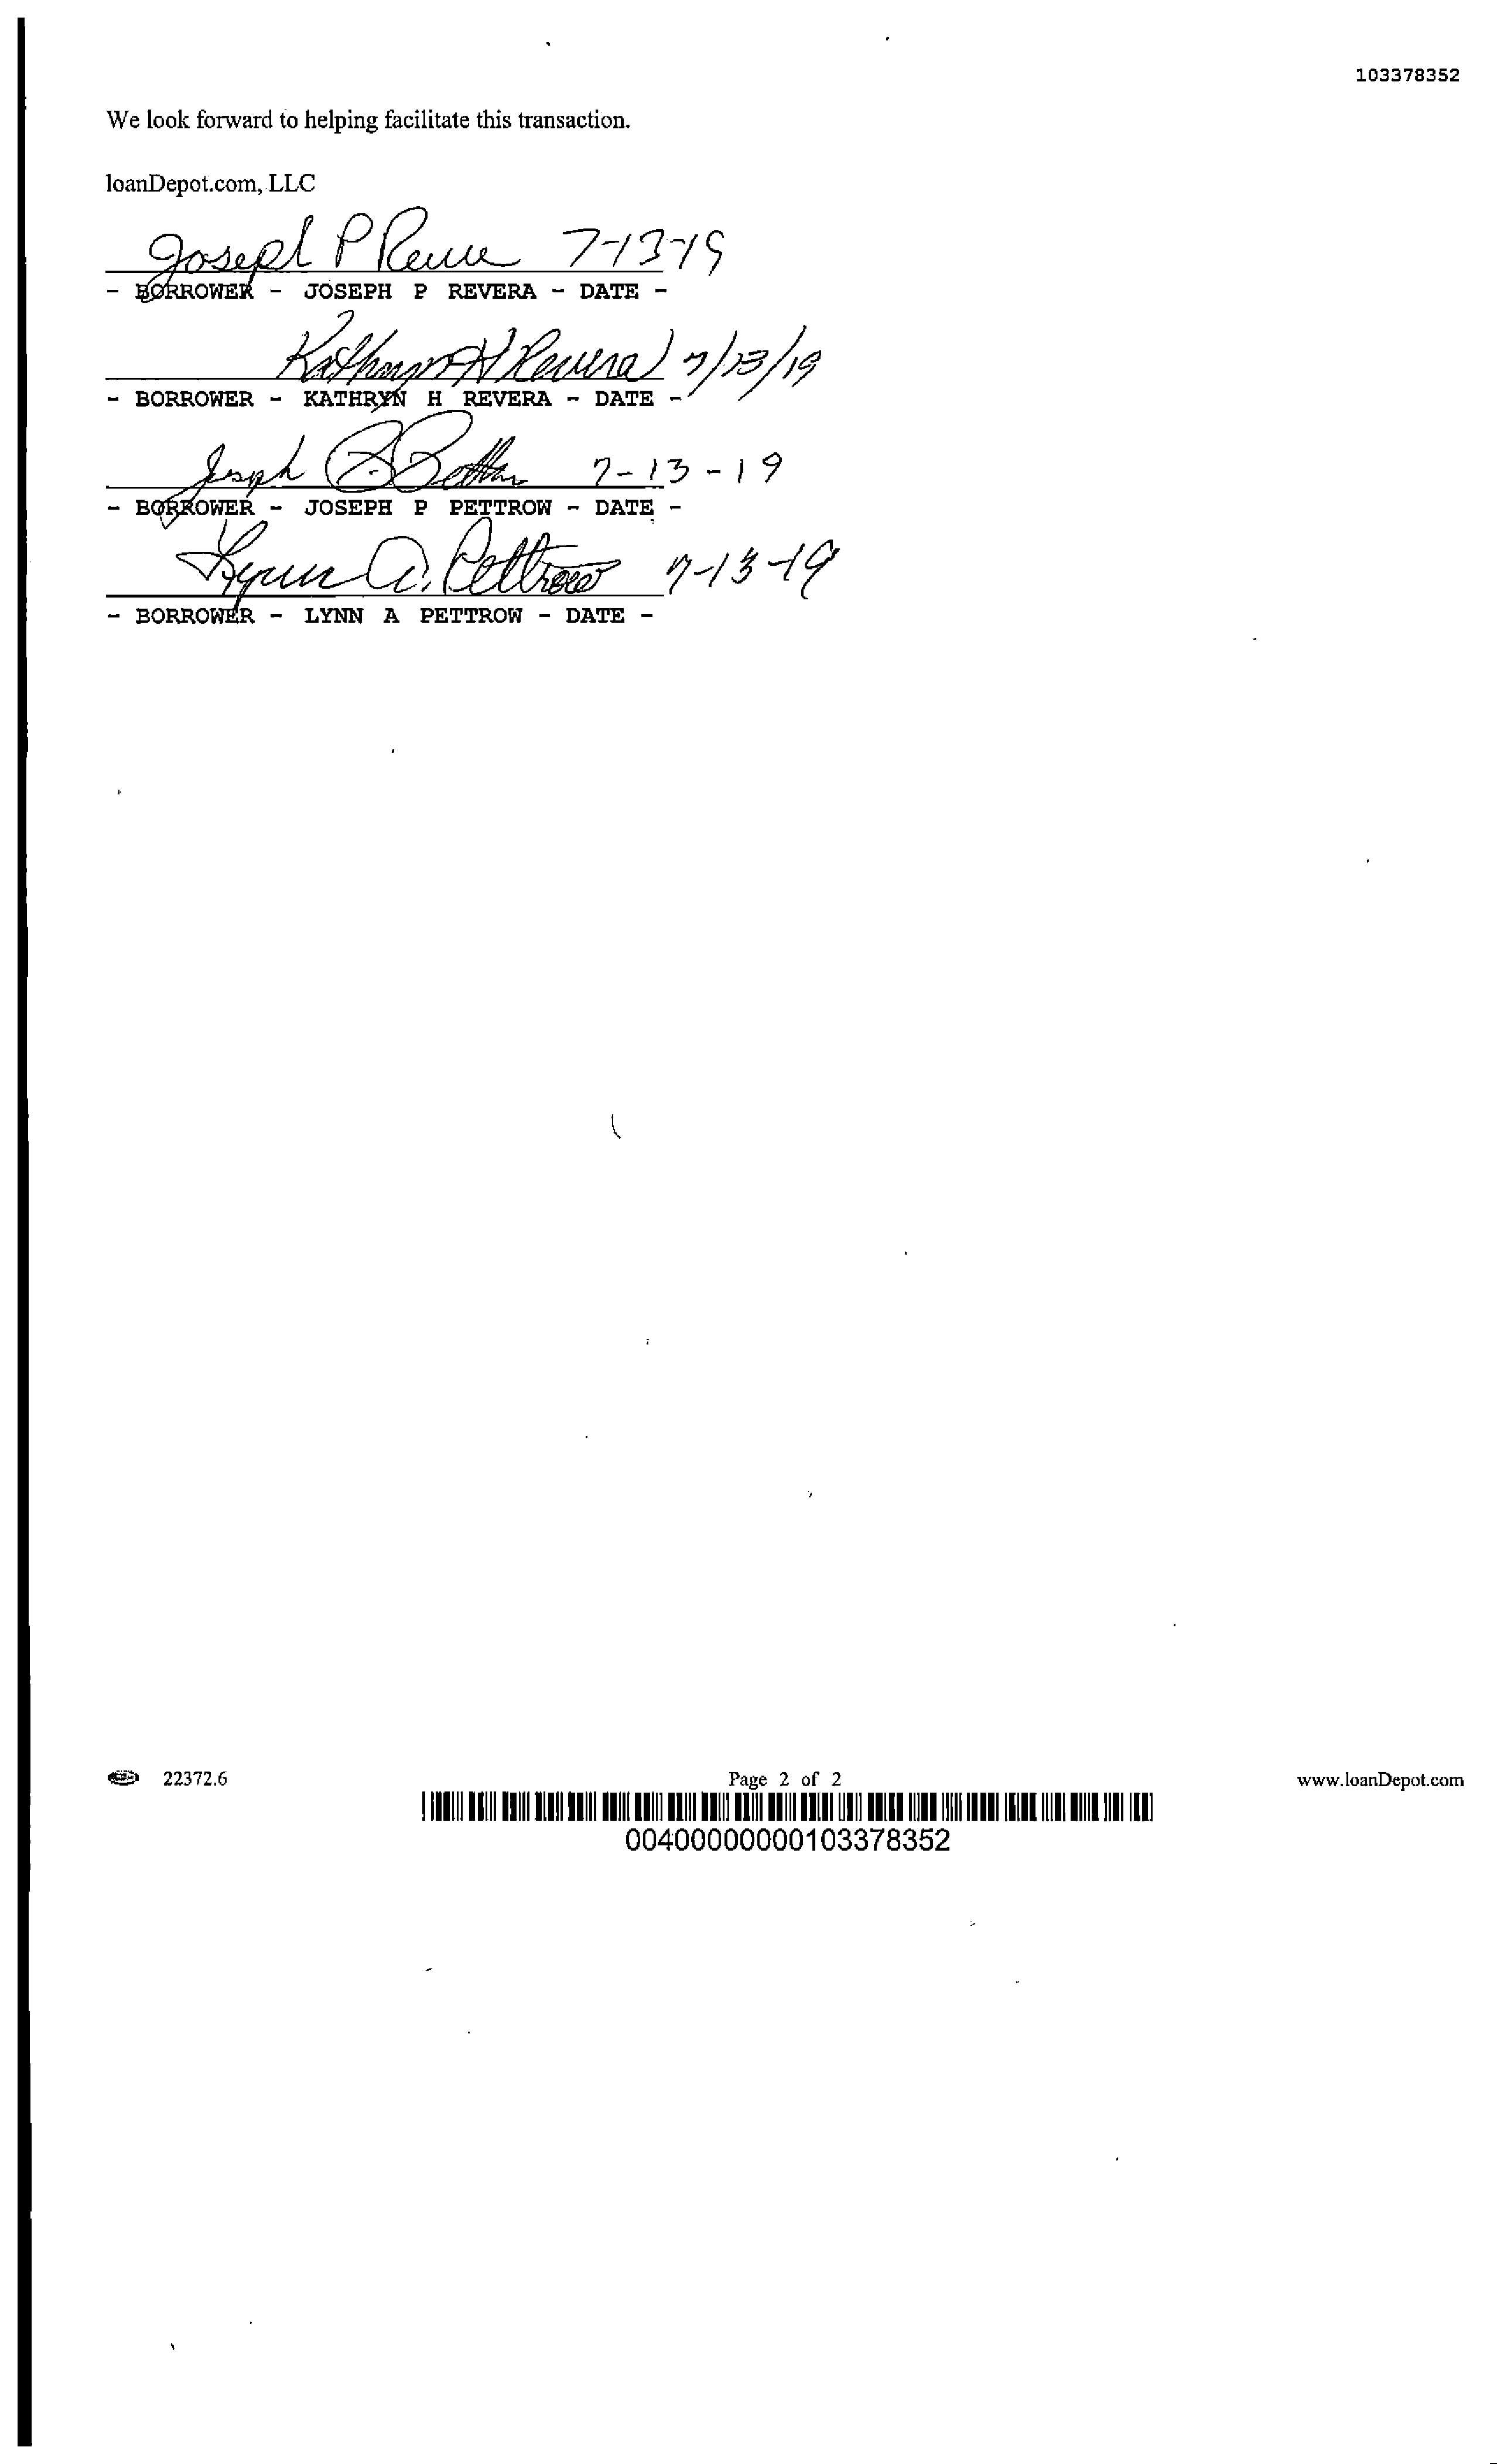 103378352
We look forward to helping facilitate this transaction.
loanDepot.com, LLC
Joseph P Reve 7-13-19
- BORROWER - JOSEPH P REVERA - DATE -
Kathryn H Revera 7/13/19
- BORROWER - KATHRYN H REVERA - DATE -
Joseph P. 7-13-19
- BORROWER - JOSEPH P PETTROW - DATE -
Lynn A. Pettrow 7-13-19
- BORROWER - LYNN A PETTROW - DATE -
22372.6 Page 2 of 2 www.loanDepot.com
00400000000103378352